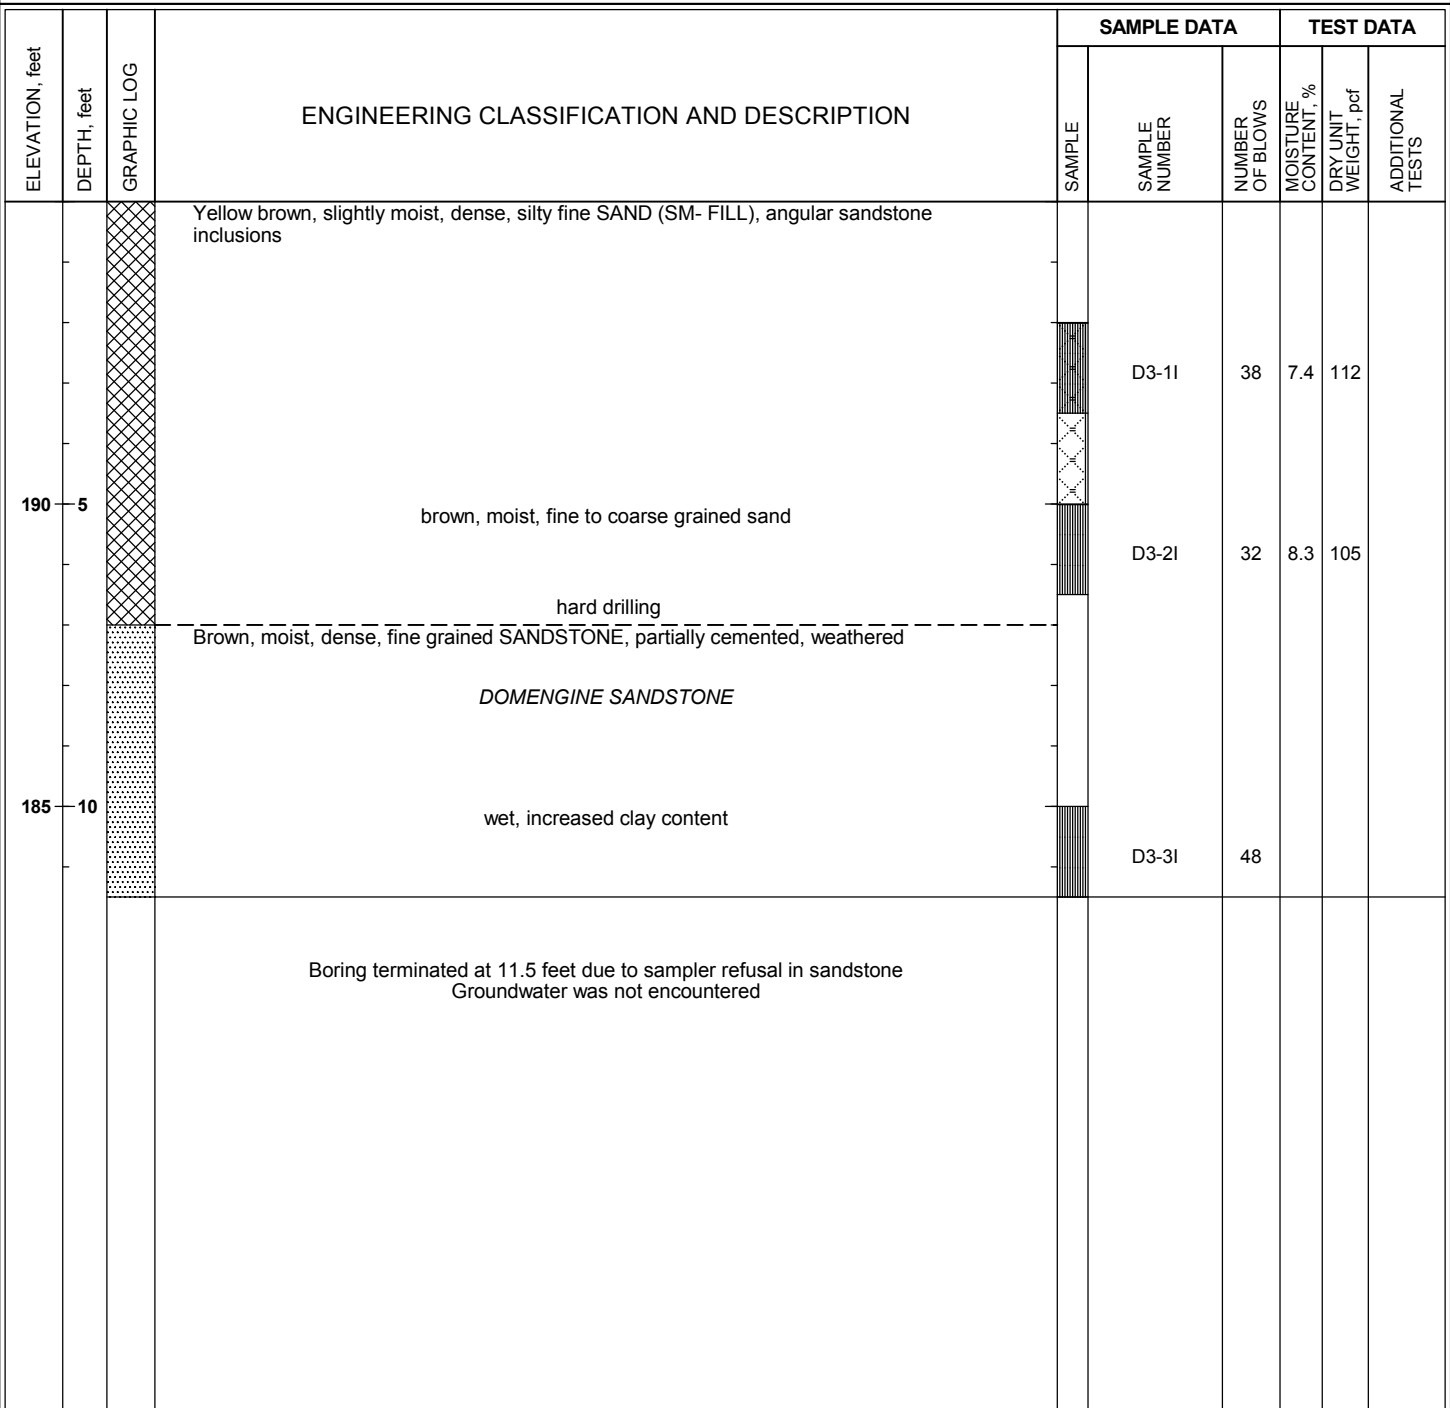 SAMPLE DATA
TEST DATA
ELEVATION, feet
DEPTH, feet
GRAPHIC LOG
ENGINEERING CLASSIFICATION AND DESCRIPTION
SAMPLE
SAMPLE
NUMBER
NUMBER
OF BLOWS
MOISTURE
CONTENT, %
DRY UNIT
WEIGHT, pcf
ADDITIONAL
TESTS
Yellow brown, slightly moist, dense, silty fine SAND (SM- FILL), angular sandstone
inclusions
D3-1I 38 7.4 112
190 5
brown, moist, fine to coarse grained sand
D3-2I 32 8.3 105
hard drilling
Brown, moist, dense, fine grained SANDSTONE, partially cemented, weathered
DOMENGINE SANDSTONE
185 10
wet, increased clay content
D3-3I 48
Boring terminated at 11.5 feet due to sampler refusal in sandstone
Groundwater was not encountered